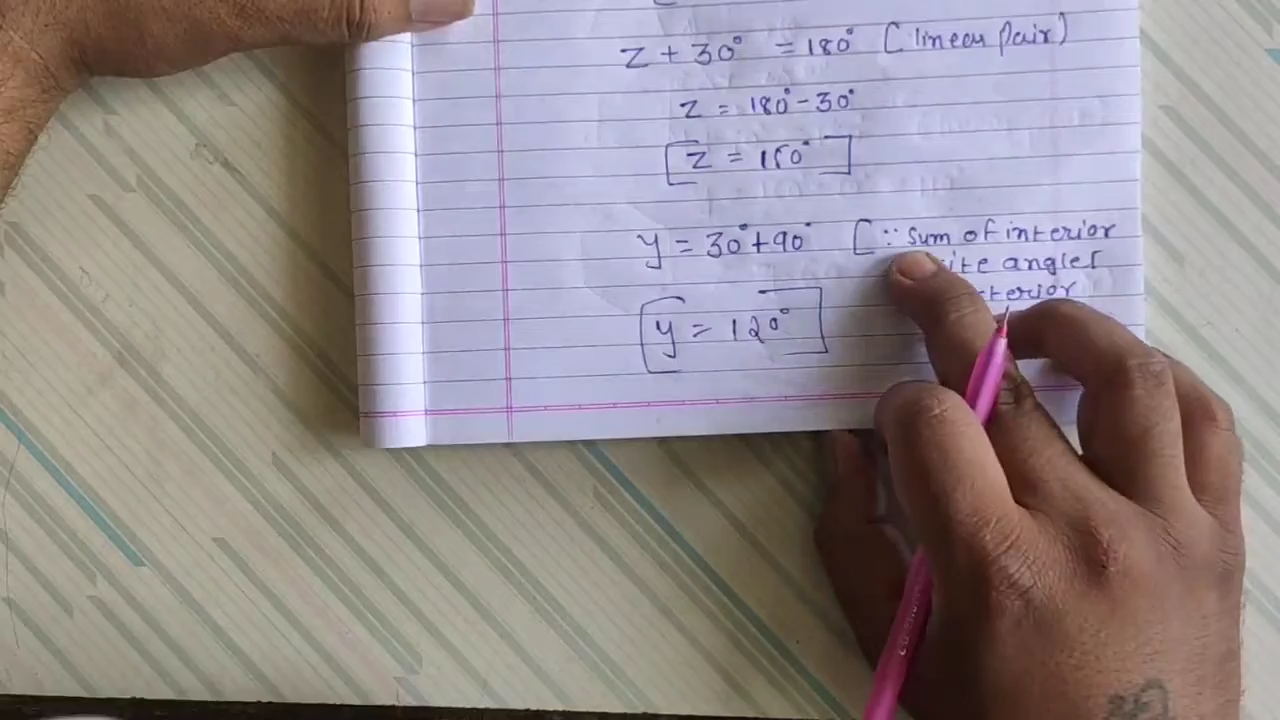 z + 30° = 180° [linear pair)
z = 180° - 30°
z = 150°
y = 30° + 90° [∵ sum of interior
angles
y = 120°